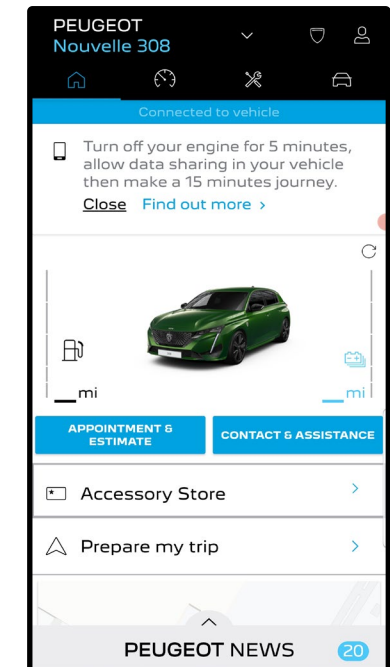 PEUGEOT
Nouvelle 308
Connected to vehicle
Turn off your engine for 5 minutes,
allow data sharing in your vehicle
then make a 15 minutes journey.
Close Find out more >
__mi __mi
APPOINTMENT &
ESTIMATE
CONTACT & ASSISTANCE
Accessory Store
Prepare my trip
PEUGEOT NEWS 20